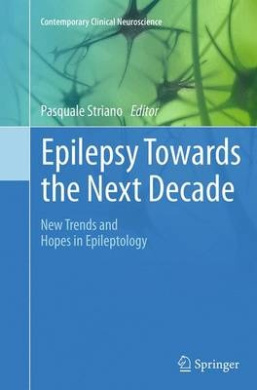 Contemporary Clinical Neuroscience
Pasquale Striano Editor
Epilepsy Towards
the Next Decade
New Trends and
Hopes in Epileptology
Springer